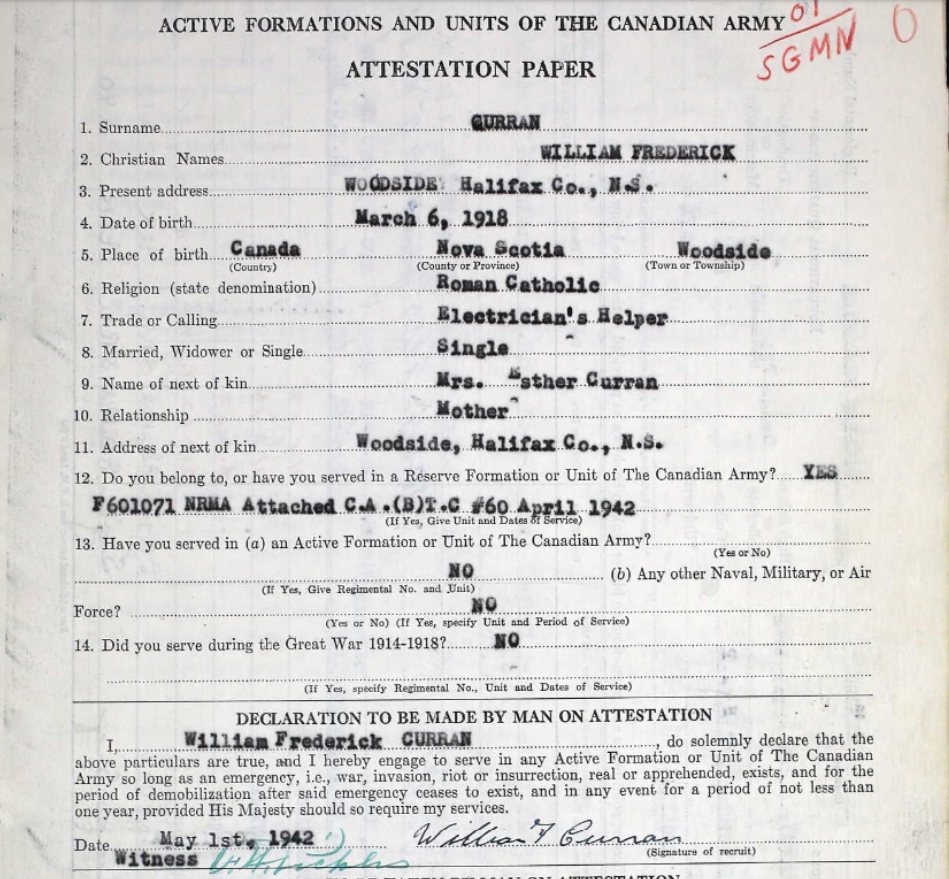 ACTIVE FORMATIONS AND UNITS OF THE CANADIAN ARMY
01
SGMN
0
ATTESTATION PAPER
1. Surname CURRAN
2. Christian Names WILLIAM FREDERICK
3. Present address WOODSIDE Halifax Co., N.S.
4. Date of birth March 6, 1918
5. Place of birth Canada Nova Scotia Woodside
(Country) (County or Province) (Town or Township)
6. Religion (state denomination) Roman Catholic
7. Trade or Calling Electrician's Helper
8. Married, Widower or Single Single
9. Name of next of kin Mrs. Esther Curran
10. Relationship Mother
11. Address of next of kin Woodside, Halifax Co., N.S.
12. Do you belong to, or have you served in a Reserve Formation or Unit of The Canadian Army? YES
F601071 NRMA Attached C.A.(B)T.C #60 April 1942
(If Yes, Give Unit and Dates of Service)
13. Have you served in (a) an Active Formation or Unit of The Canadian Army?
(Yes or No)
NO (b) Any other Naval, Military, or Air
(If Yes, Give Regimental No. and Unit)
Force? NO
(Yes or No) (If Yes, specify Unit and Period of Service)
14. Did you serve during the Great War 1914-1918? NO
(If Yes, specify Regimental No., Unit and Dates of Service)
DECLARATION TO BE MADE BY MAN ON ATTESTATION
I, William Frederick CURRAN, do solemnly declare that the
above particulars are true, and I hereby engage to serve in any Active Formation or Unit of The Canadian
Army so long as an emergency, i.e., war, invasion, riot or insurrection, real or apprehended, exists, and for the
period of demobilization after said emergency ceases to exist, and in any event for a period of not less than
one year, provided His Majesty should so require my services.
Date May 1st, 1942 William F Curran
(Signature of recruit)
Witness